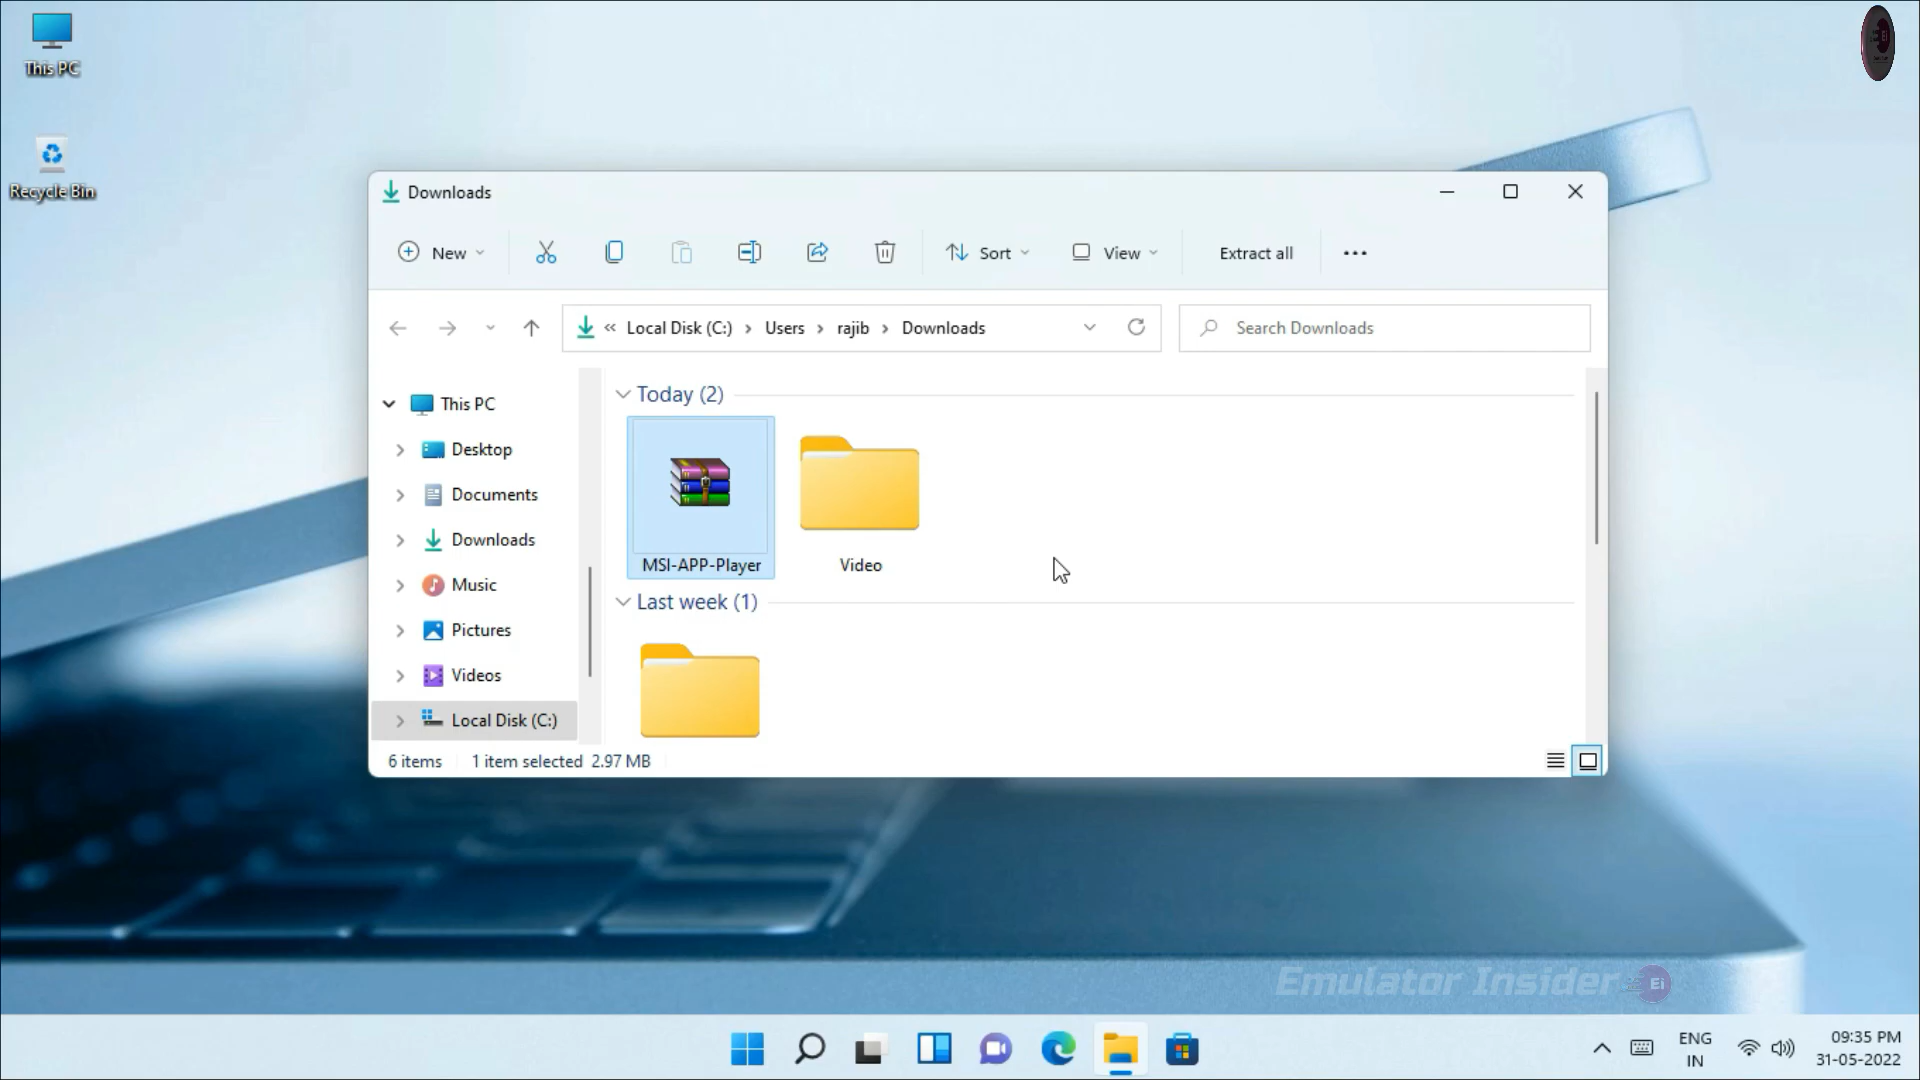 This PC
Recycle Bin
Downloads
New
Sort
View
Extract all
« Local Disk (C:) › Users › rajib › Downloads
Search Downloads
This PC
Desktop
Documents
Downloads
Music
Pictures
Videos
Local Disk (C:)
Today (2)
MSI-APP-Player
Video
Last week (1)
6 items
1 item selected 2.97 MB
Emulator Insider Ei
ENG
IN
09:35 PM
31-05-2022